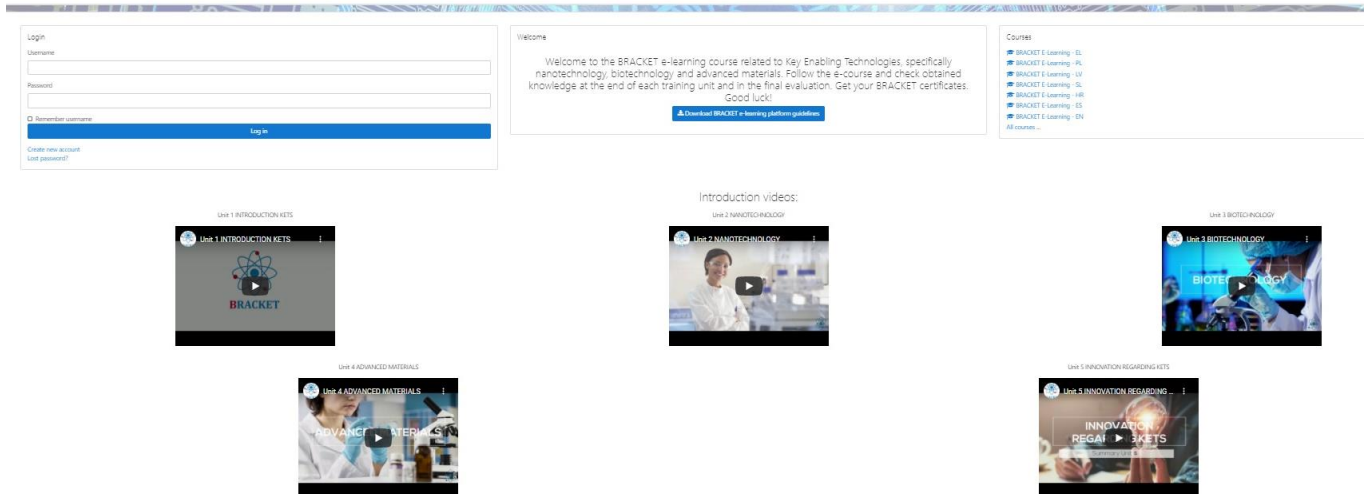 Login
Username
Password
Remember username
Log in
Create new account
Lost password?
Welcome
Welcome to the BRACKET e-learning course related to Key Enabling Technologies, specifically
nanotechnology, biotechnology and advanced materials. Follow the e-course and check obtained
knowledge at the end of each training unit and in the final evaluation. Get your BRACKET certificates.
Good luck!
Download BRACKET e-learning platform guidelines
Courses
BRACKET E-Learning - EL
BRACKET E-Learning - PL
BRACKET E-Learning - LV
BRACKET E-Learning - SL
BRACKET E-Learning - HR
BRACKET E-Learning - ES
BRACKET E-Learning - EN
All courses ...
Introduction videos:
Unit 1 INTRODUCTION KETS
Unit 2 NANOTECHNOLOGY
Unit 3 BIOTECHNOLOGY
Unit 1 INTRODUCTION KETS
BRACKET
Unit 2 NANOTECHNOLOGY
Unit 3 BIOTECHNOLOGY
BIOTECHNOLOGY
Unit 4 ADVANCED MATERIALS
Unit 5 INNOVATION REGARDING KETS
Unit 4 ADVANCED MATERIALS
ADVANCED MATERIALS
Unit 5 INNOVATION REGARDING ...
INNOVATION
REGARDING KETS
Summary Unit 5